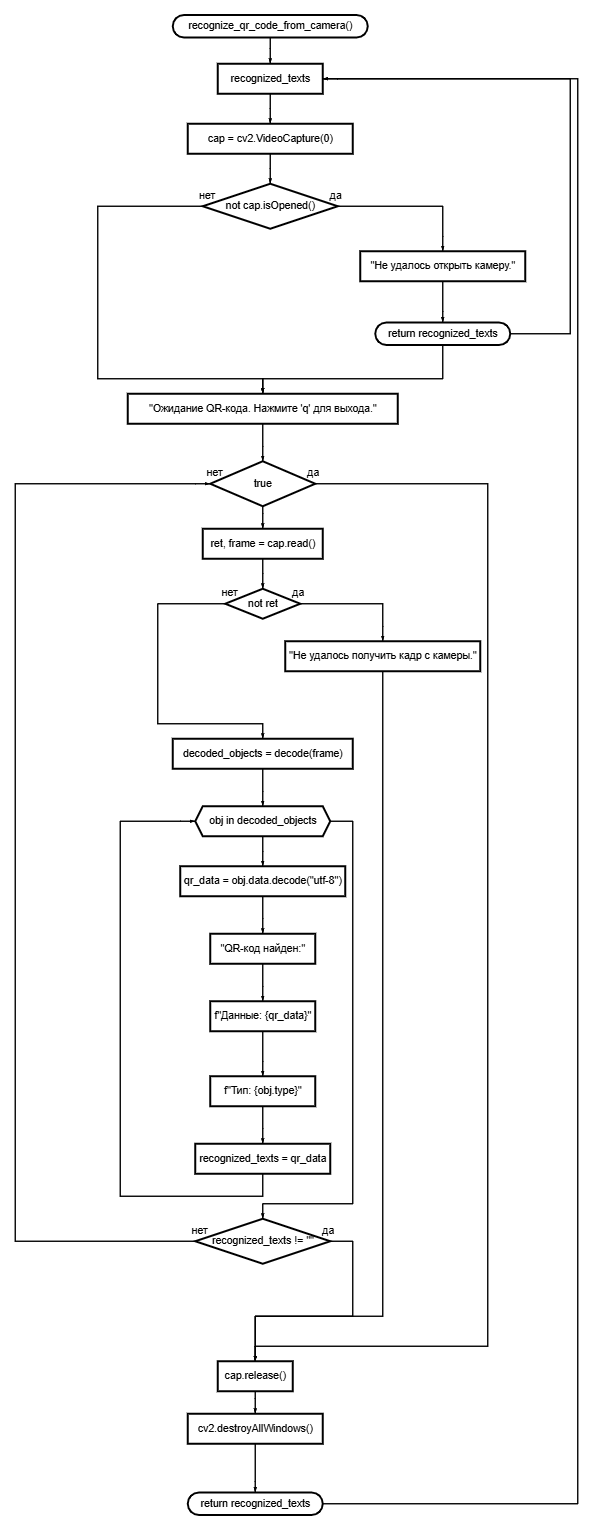 recognize_qr_code_from_camera()
recognized_texts
cap = cv2.VideoCapture(0)
нет
да
not cap.isOpened()
"Не удалось открыть камеру."
return recognized_texts
"Ожидание QR-кода. Нажмите 'q' для выхода."
нет
да
true
ret, frame = cap.read()
нет
да
not ret
"Не удалось получить кадр с камеры."
decoded_objects = decode(frame)
obj in decoded_objects
qr_data = obj.data.decode("utf-8")
"QR-код найден:"
f"Данные: {qr_data}"
f"Тип: {obj.type}"
recognized_texts = qr_data
нет
да
recognized_texts != ""
cap.release()
cv2.destroyAllWindows()
return recognized_texts